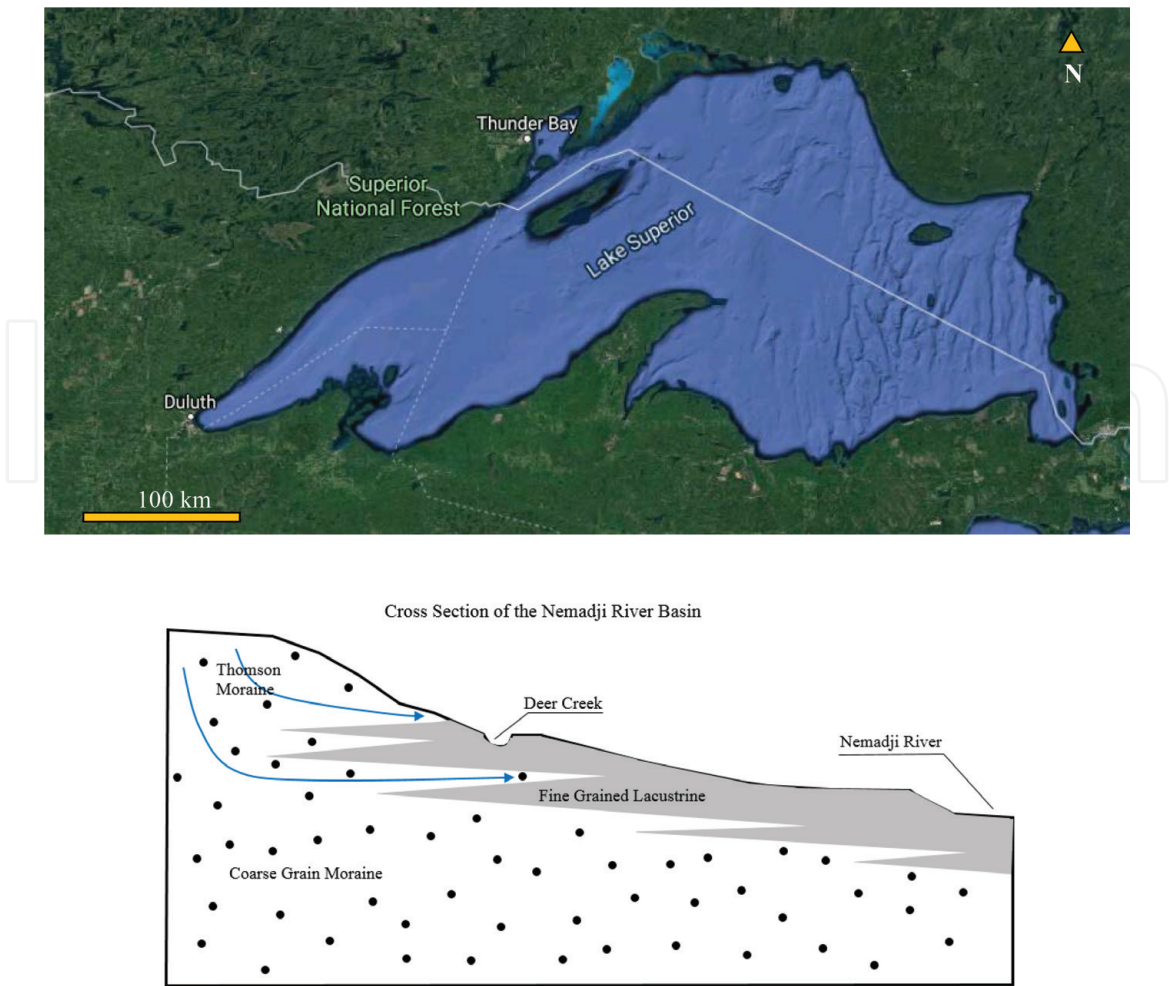 N
Thunder Bay
Superior
National Forest
Lake Superior
Duluth
100 km
Cross Section of the Nemadji River Basin
Thomson
Moraine
Deer Creek
Nemadji River
Fine Grained Lacustrine
Coarse Grain Moraine